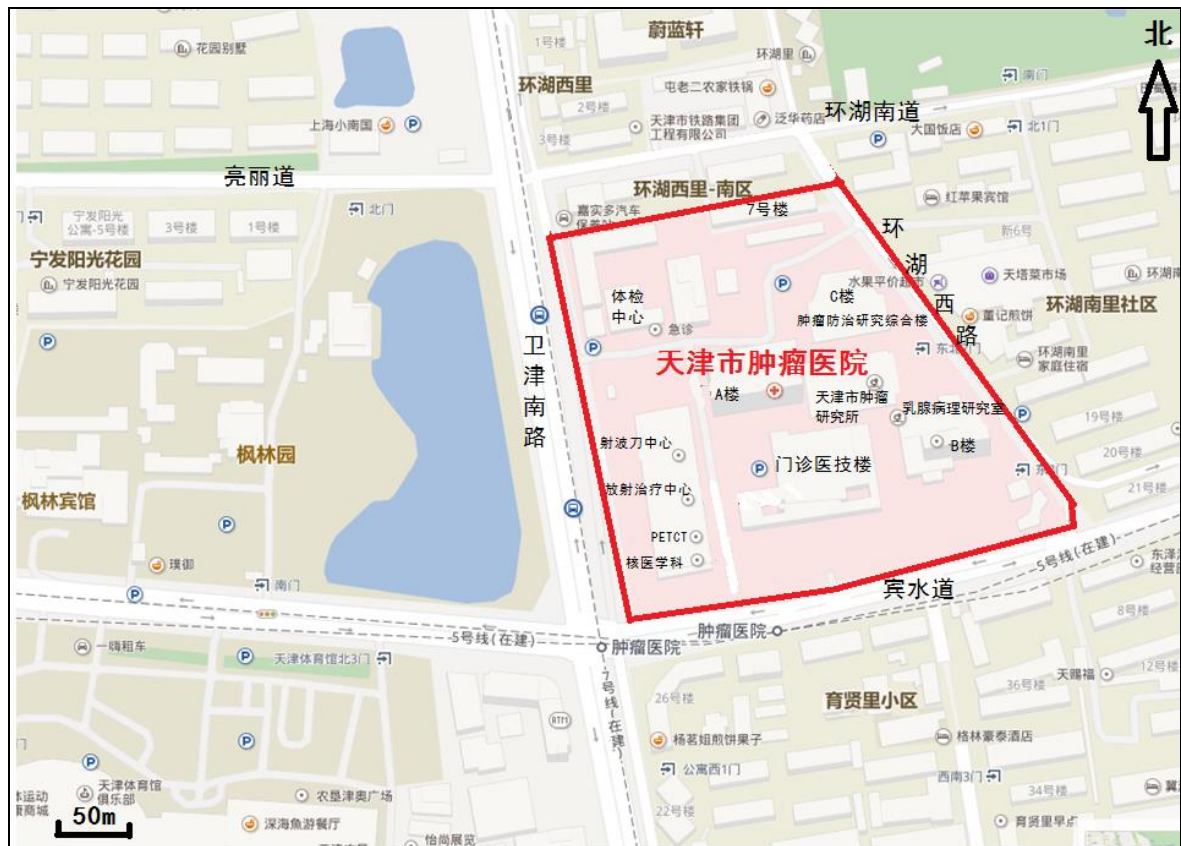 蔚蓝轩
北
花园别墅
1号楼
环湖里
环湖西里
屯老二农家铁锅
南门
2号楼
环湖南道
上海小南国
天津市铁路集团
工程有限公司
泛华药店
大国饭店
北1门
3号楼
亮丽道
环湖西里-南区
红苹果宾馆
宁发阳光
公寓-5号楼
3号楼
1号楼
北门
嘉实多汽车
保养站
7号楼
环
湖
西
路
新6号
宁发阳光花园
宁发阳光花园
水果平价超市
天塔菜市场
环湖南
体检
中心
C楼
环湖南里社区
急诊
肿瘤防治研究综合楼
董记煎饼
卫
津
南
路
天津市肿瘤医院
环湖南里
家庭住宿
A楼
天津市肿瘤
研究所
乳腺病理研究室
19号楼
射波刀中心
B楼
枫林园
门诊医技楼
20号楼
枫林宾馆
放射治疗中心
21号楼
PETCT
核医学科
5号线(在建)
璞御
南门
宾水道
5号线(在建)
肿瘤医院
肿瘤医院
8号楼
一嗨租车
天津体育馆北3门
7号线(在建)
天赐福
12号楼
26号楼
36号楼
育贤里小区
ATM
杨茗姐煎饼果子
格林豪泰酒店
公寓西1门
西南3门
天津体育馆
俱乐部
农垦津奥广场
34号楼
22号楼
50m
深海鱼游餐厅
怡尚展览
育贤里早点